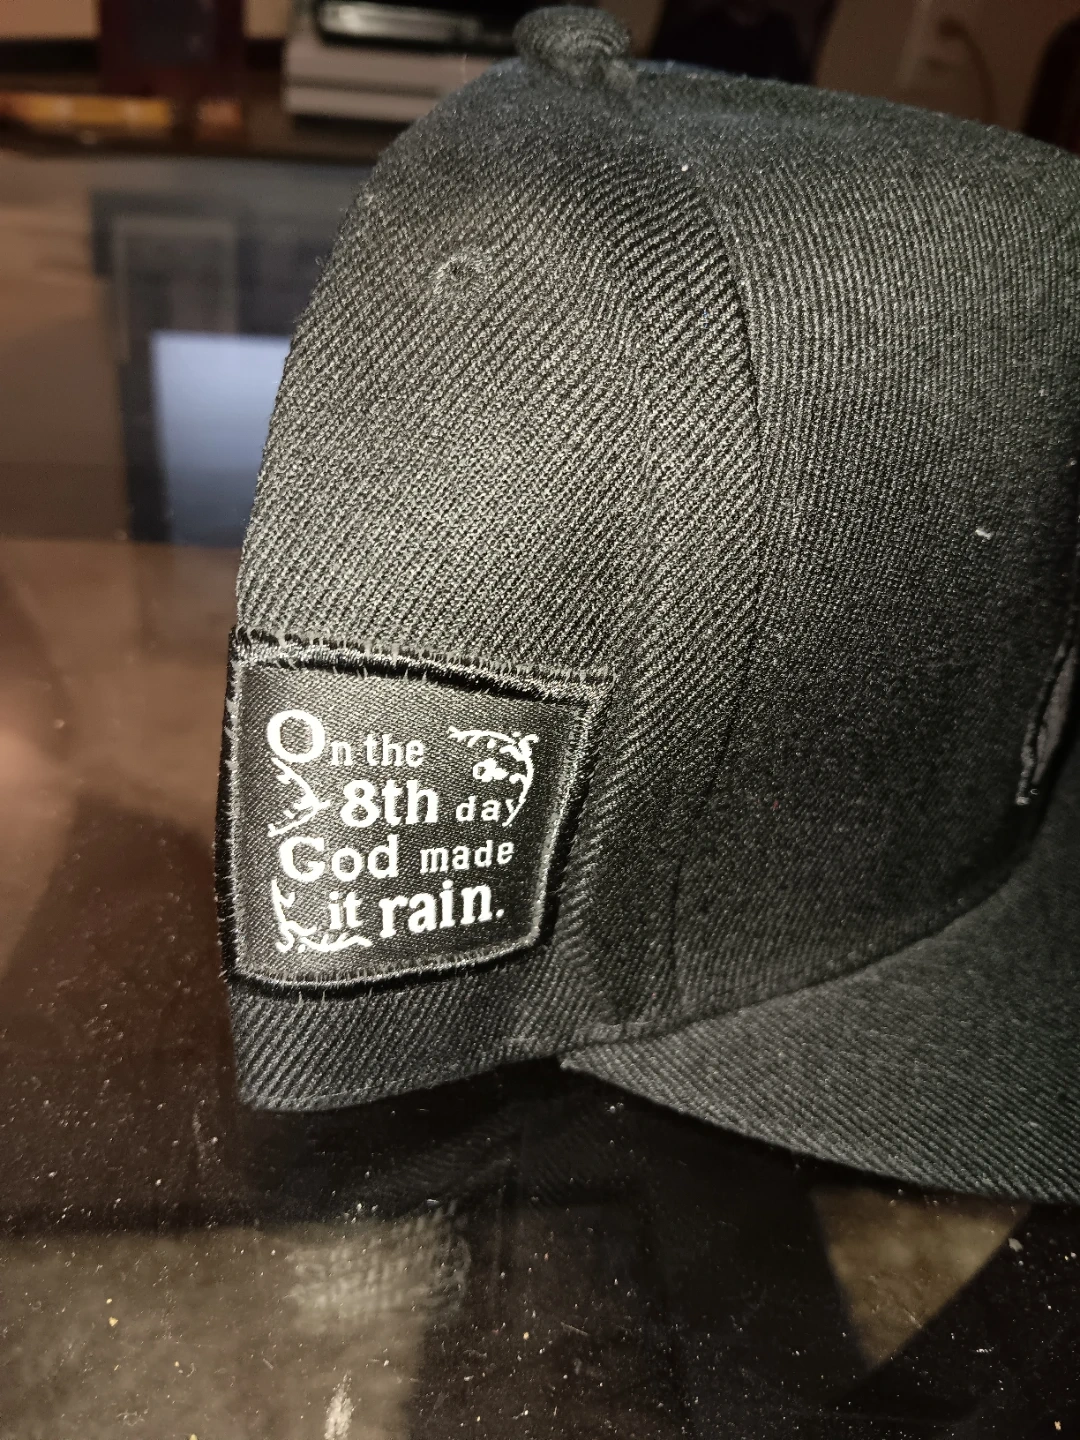 On the
8th day
God made
it rain.